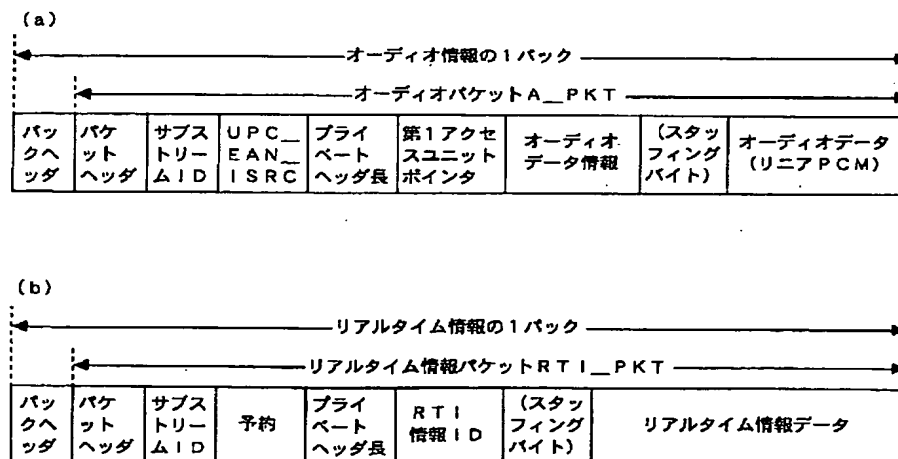 (a)
オーディオ情報の1パック
オーディオパケットA_PKT
パッ
クヘ
ッダ
パケ
ット
ヘッダ
サブス
トリー
ムID
UPC_
EAN_
ISRC
プライ
ベート
ヘッダ長
第1アクセ
スユニット
ポインタ
オーディオ
データ情報
(スタッ
フィング
バイト)
オーディオデータ
(リニアPCM)
(b)
リアルタイム情報の1パック
リアルタイム情報パケットRTI_PKT
パッ
クヘ
ッダ
パケ
ット
ヘッダ
サブス
トリー
ムID
予約
プライ
ベート
ヘッダ長
RTI
情報ID
(スタッ
フィング
バイト)
リアルタイム情報データ